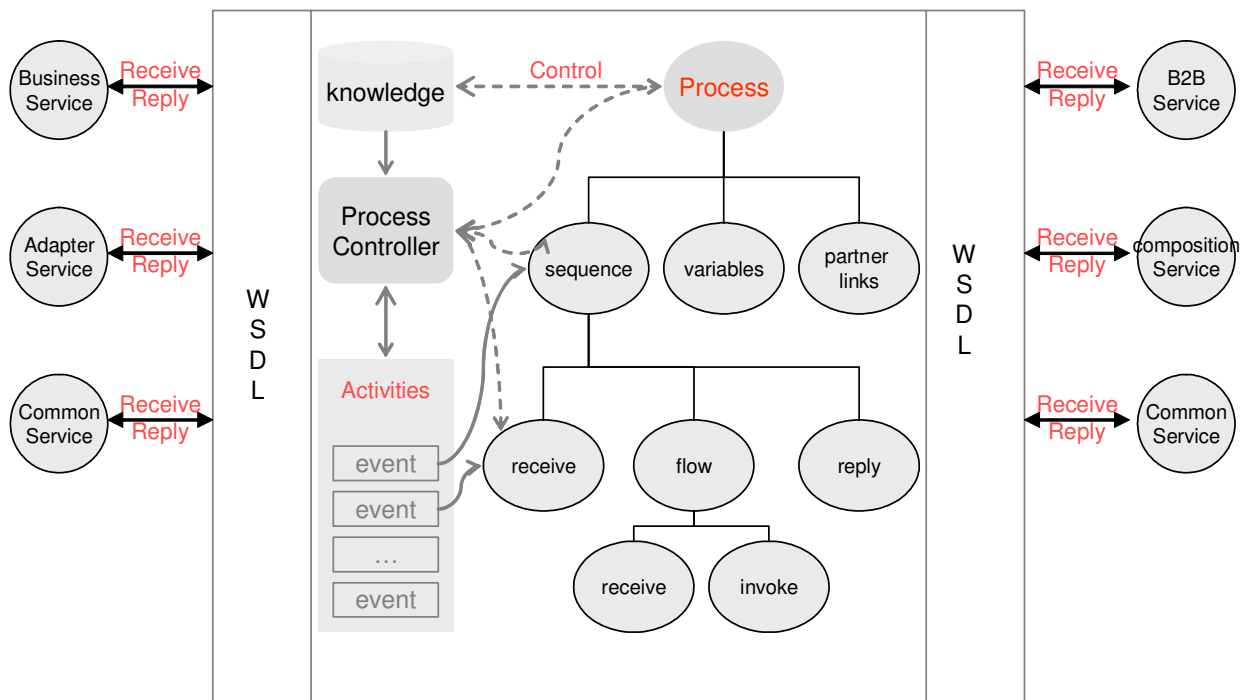 Business
Service
Receive
Reply
Adapter
Service
Receive
Reply
Common
Service
Receive
Reply
W
S
D
L
knowledge
Control
Process
Process
Controller
sequence
variables
partner
links
Activities
event
event
...
event
receive
flow
reply
receive
invoke
W
S
D
L
Receive
Reply
B2B
Service
Receive
Reply
composition
Service
Receive
Reply
Common
Service